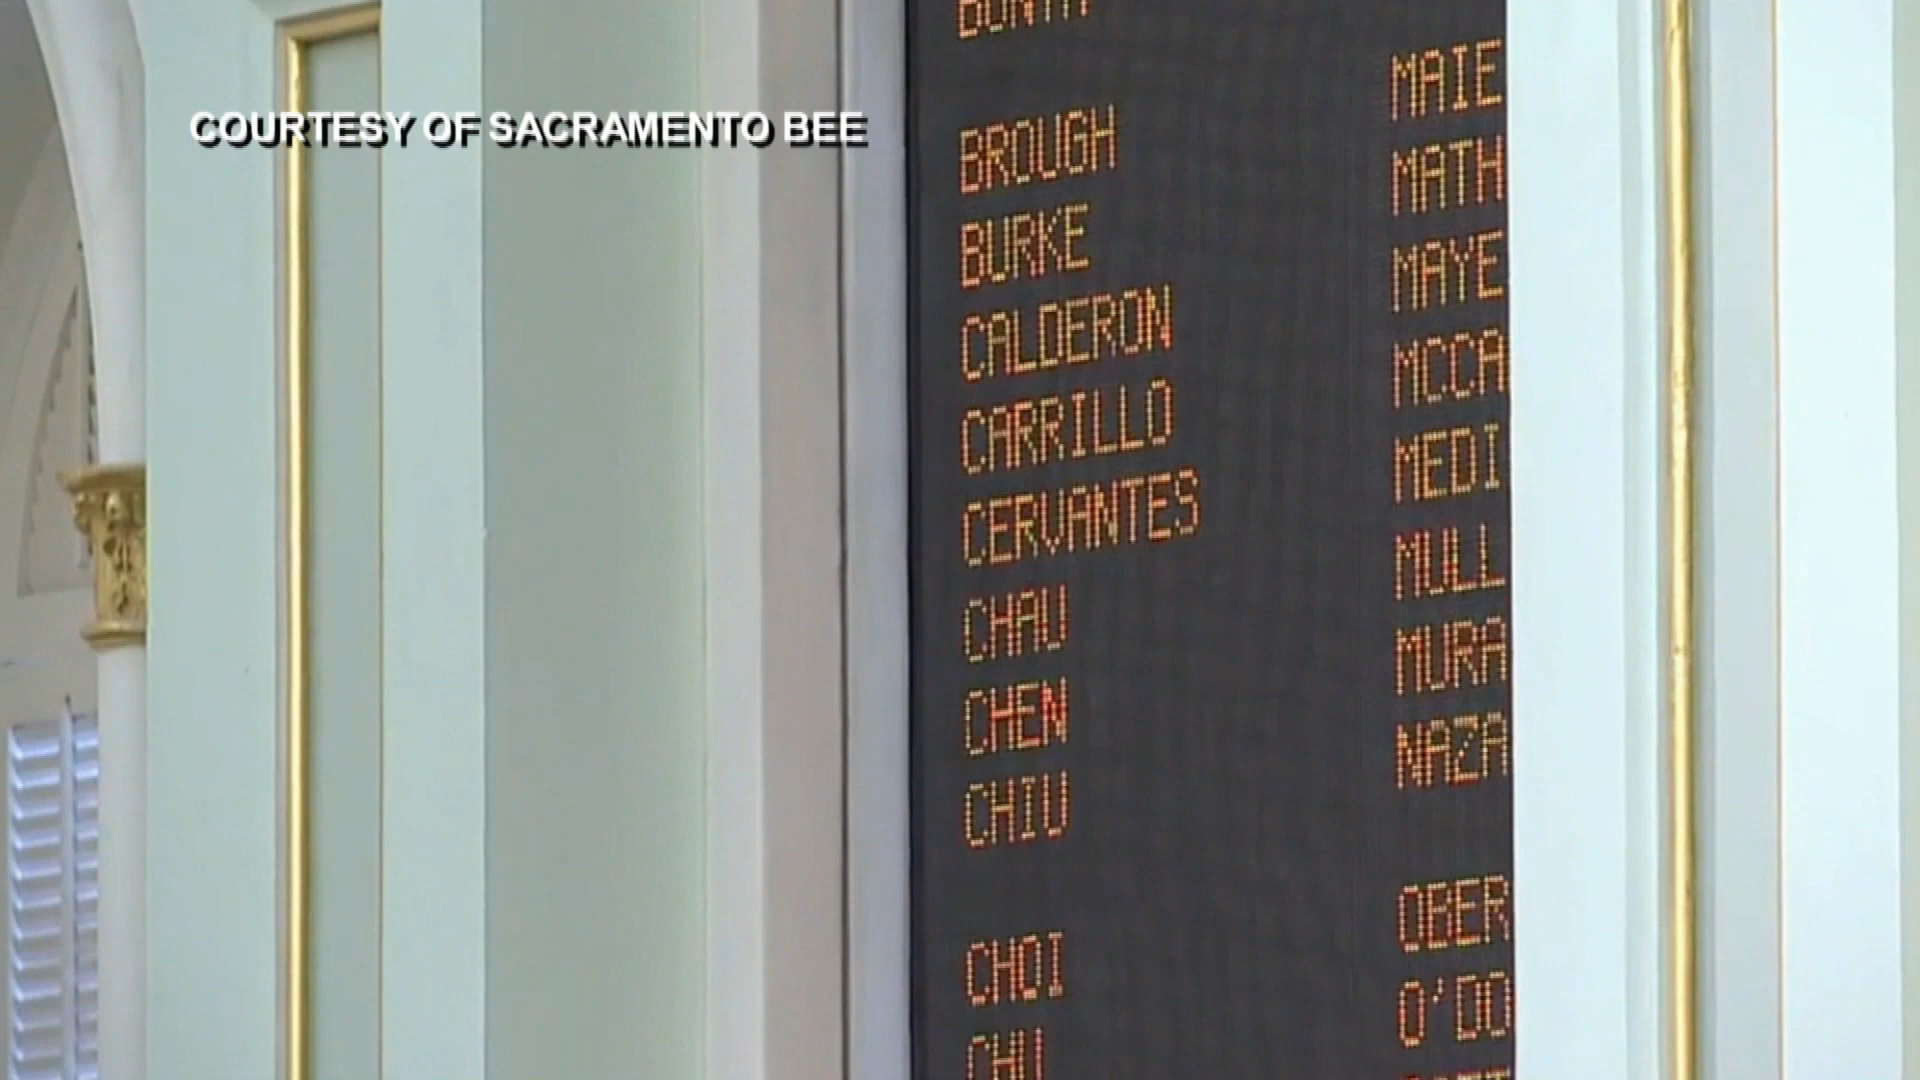 COURTESY OF SACRAMENTO BEE
BROUGH
BURKE
CALDERON
CARRILLO
CERVANTES
CHAU
CHEN
CHIU
CHOI
CHU
MAIE
MATH
MAYE
MCCA
MEDI
MULL
MURA
NAZA
OBER
O'DO